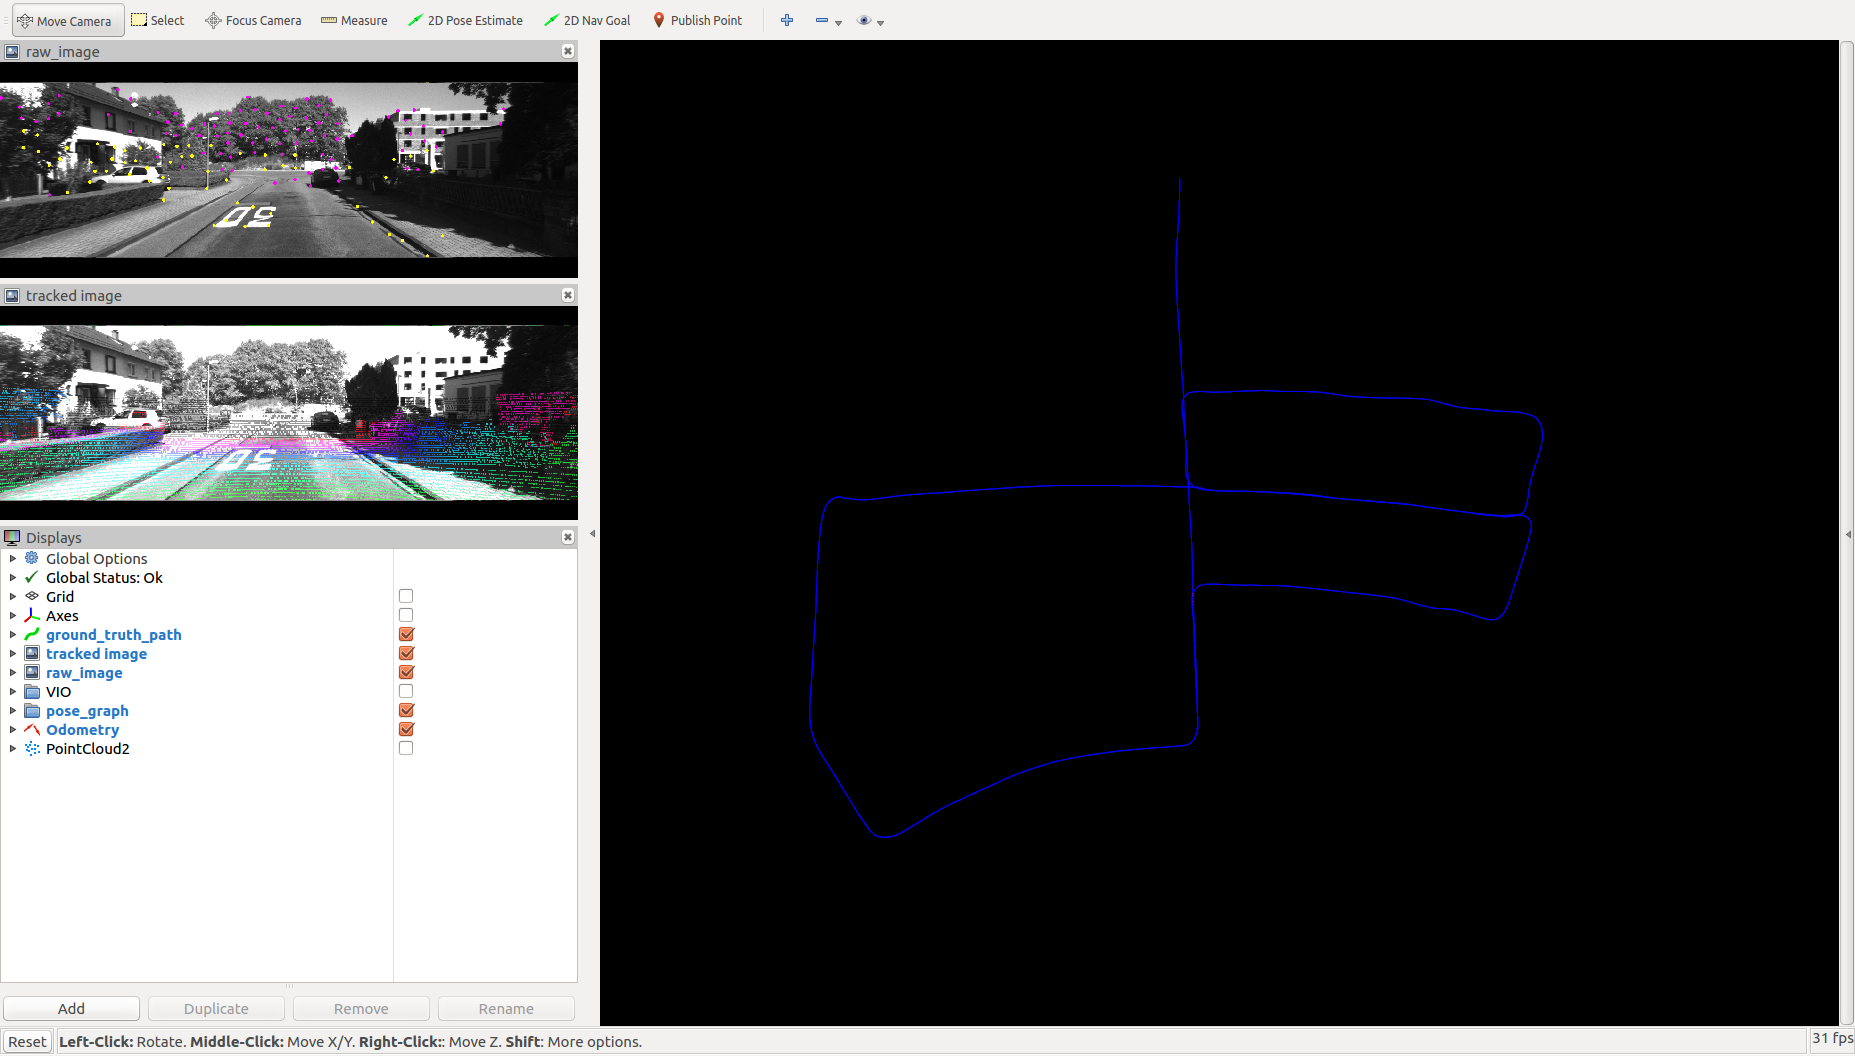 Move Camera Select Focus Camera Measure 2D Pose Estimate 2D Nav Goal Publish Point
raw_image
30
tracked image
30
Displays
Global Options
Global Status: Ok
Grid
Axes
ground_truth_path
tracked image
raw_image
VIO
pose_graph
Odometry
PointCloud2
Add Duplicate Remove Rename
Reset Left-Click: Rotate. Middle-Click: Move X/Y. Right-Click:: Move Z. Shift: More options. 31 fps